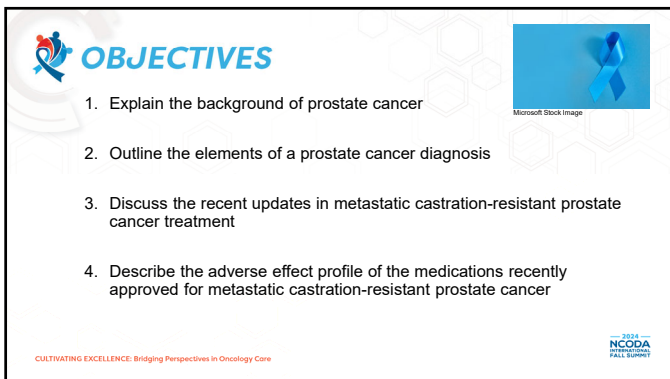 OBJECTIVES
Microsoft Stock Image
1. Explain the background of prostate cancer
2. Outline the elements of a prostate cancer diagnosis
3. Discuss the recent updates in metastatic castration-resistant prostate
cancer treatment
4. Describe the adverse effect profile of the medications recently
approved for metastatic castration-resistant prostate cancer
CULTIVATING EXCELLENCE: Bridging Perspectives in Oncology Care
2024
NCODA
INTERNATIONAL
FALL SUMMIT